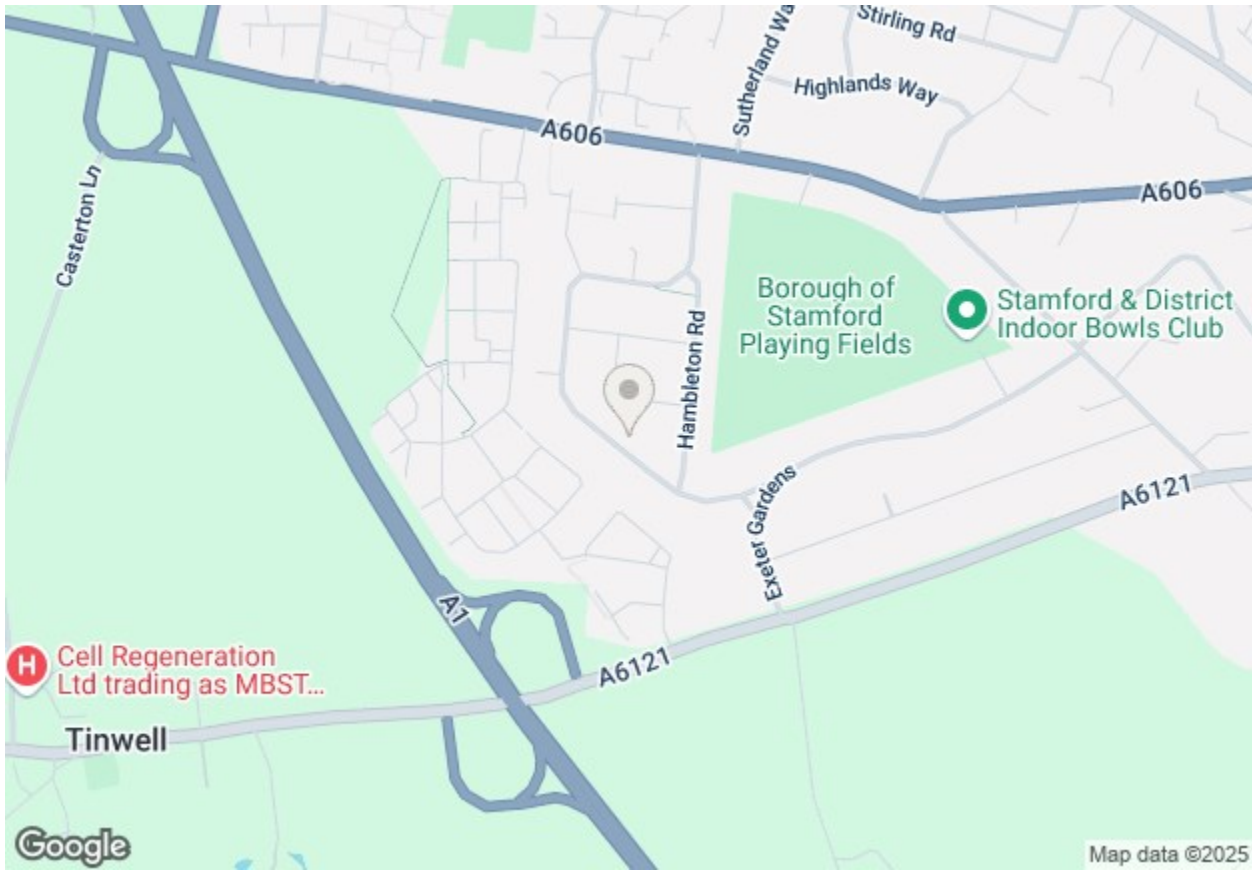 Stirling Rd
Sutherland Wa
Highlands Way
A606
A606
Casterton Ln
Borough of
Stamford
Playing Fields
Stamford & District
Indoor Bowls Club
Hambleton Rd
Exeter Gardens
A6121
A1
A6121
H
Cell Regeneration
Ltd trading as MBST...
Tinwell
Google
Map data ©2025